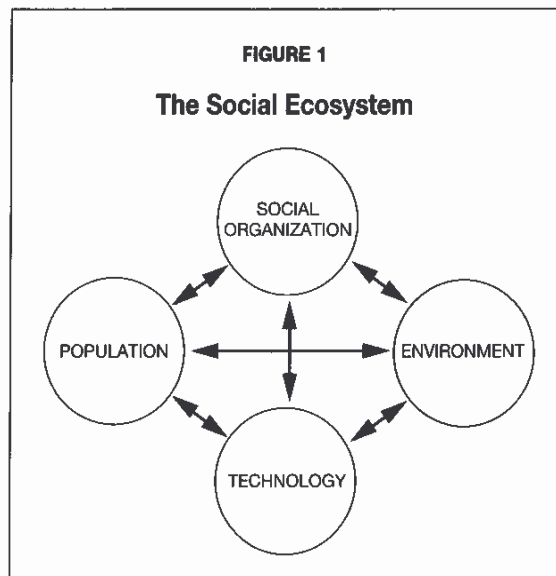 FIGURE 1
The Social Ecosystem
SOCIAL
ORGANIZATION
POPULATION
ENVIRONMENT
TECHNOLOGY